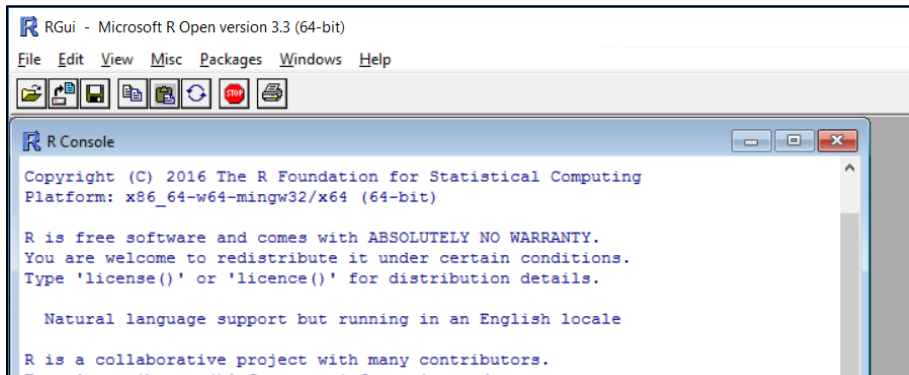 RGui - Microsoft R Open version 3.3 (64-bit)
File Edit View Misc Packages Windows Help
STOP
R Console
Copyright (C) 2016 The R Foundation for Statistical Computing
Platform: x86_64-w64-mingw32/x64 (64-bit)
R is free software and comes with ABSOLUTELY NO WARRANTY.
You are welcome to redistribute it under certain conditions.
Type 'license()' or 'licence()' for distribution details.
Natural language support but running in an English locale
R is a collaborative project with many contributors.